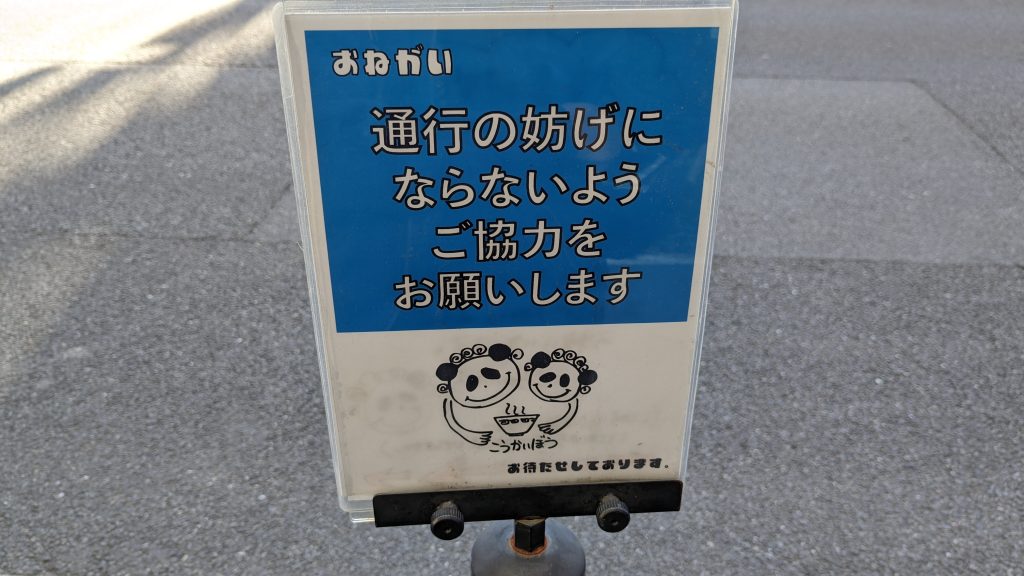 おねがい
通行の妨げに
ならないよう
ご協力を
お願いします
こうかいぼう
お待たせしております。